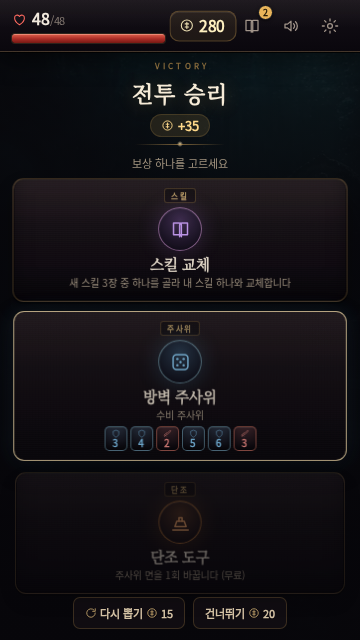 48/48
280
2
VICTORY
전투 승리
+35
보상 하나를 고르세요
스킬
스킬 교체
새 스킬 3장 중 하나를 골라 내 스킬 하나와 교체합니다
주사위
방벽 주사위
수비 주사위
3 4 2 5 6 3
단조
단조 도구
주사위 면을 1회 바꿉니다 (무료)
다시 뽑기 15 건너뛰기 20